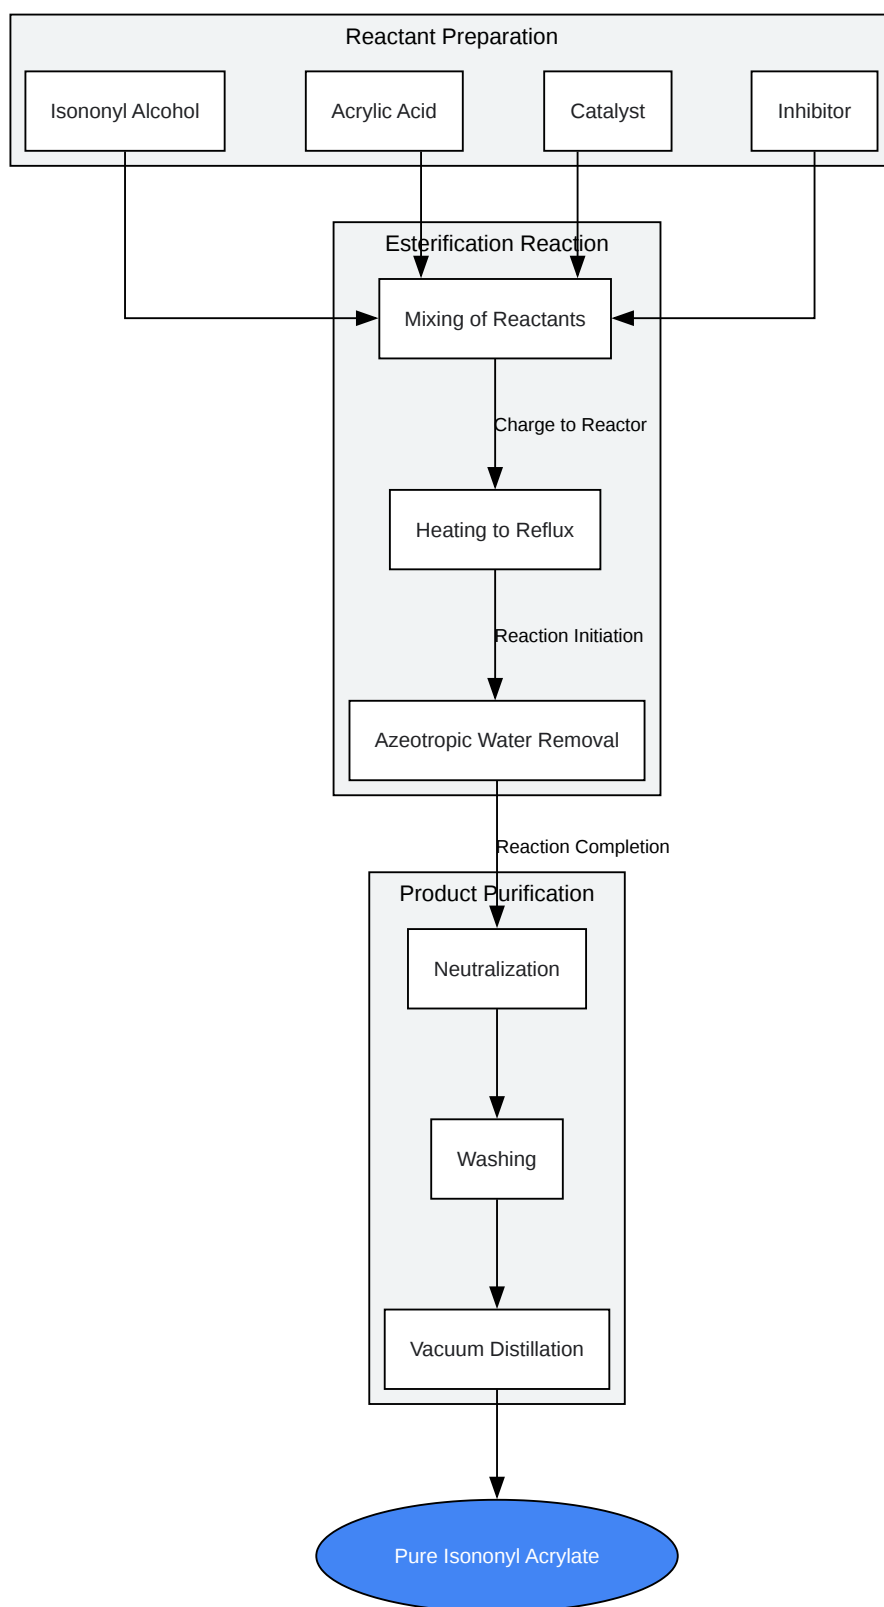 Reactant Preparation
Isononyl Alcohol
Acrylic Acid
Catalyst
Inhibitor
Esterification Reaction
Mixing of Reactants
Charge to Reactor
Heating to Reflux
Reaction Initiation
Azeotropic Water Removal
Reaction Completion
Product Purification
Neutralization
Washing
Vacuum Distillation
Pure Isononyl Acrylate